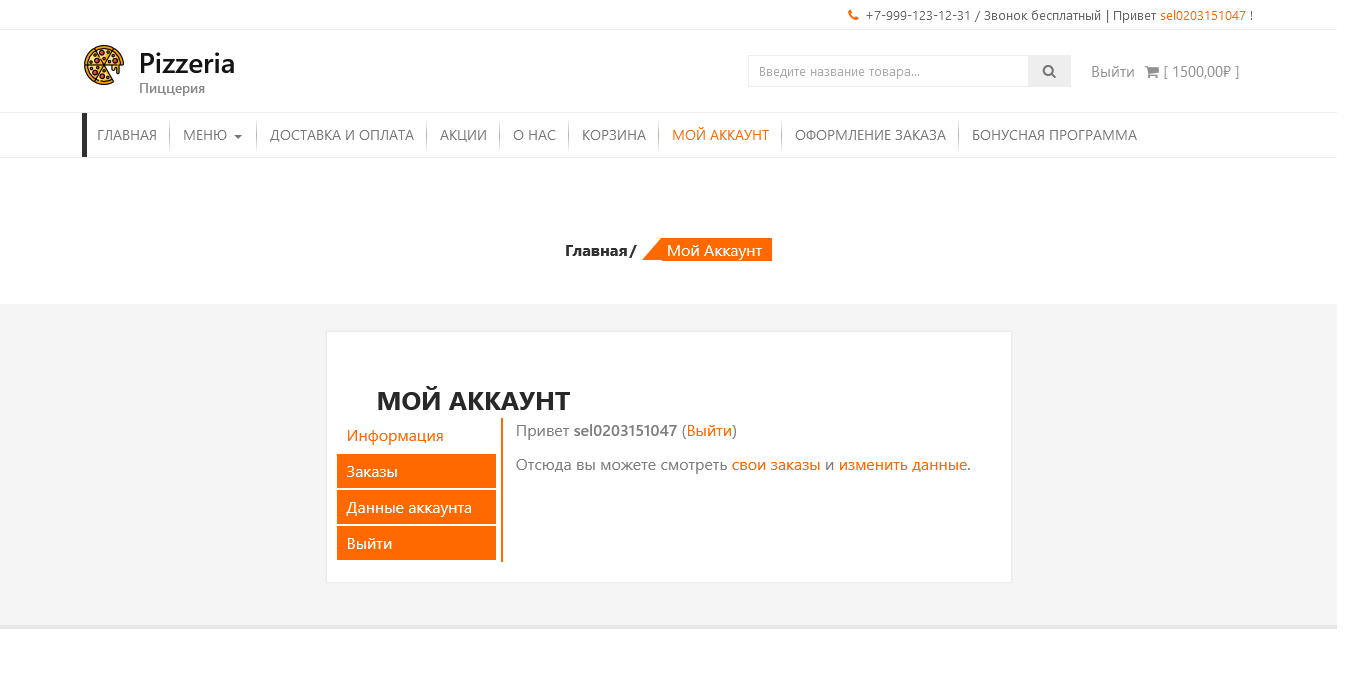 +7-999-123-12-31 / Звонок бесплатный | Привет sel0203151047 !
Pizzeria
Пиццерия
Введите название товара...
Выйти [ 1500,00₽ ]
ГЛАВНАЯ МЕНЮ ДОСТАВКА И ОПЛАТА АКЦИИ О НАС КОРЗИНА МОЙ АККАУНТ ОФОРМЛЕНИЕ ЗАКАЗА БОНУСНАЯ ПРОГРАММА
Главная / Мой Аккаунт
МОЙ АККАУНТ
Информация
Заказы
Данные аккаунта
Выйти
Привет sel0203151047 (Выйти)
Отсюда вы можете смотреть свои заказы и изменить данные.